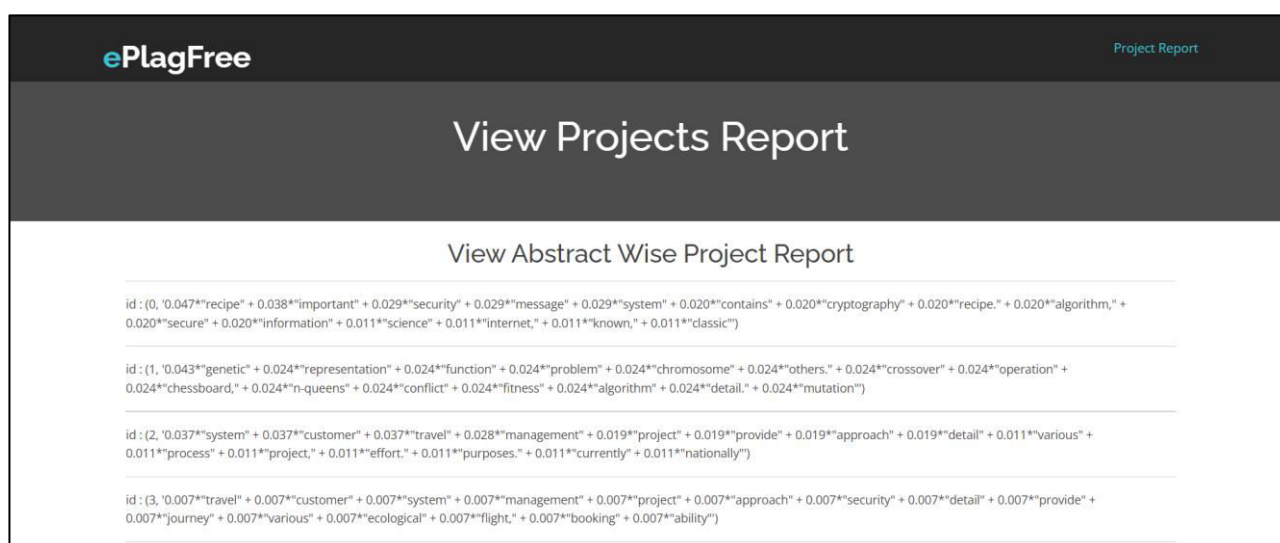 ePlagFree
Project Report
View Projects Report
View Abstract Wise Project Report
id : (0, '0.047*"recipe" + 0.038*"important" + 0.029*"security" + 0.029*"message" + 0.029*"system" + 0.020*"contains" + 0.020*"cryptography" + 0.020*"recipe." + 0.020*"algorithm," +
0.020*"secure" + 0.020*"information" + 0.011*"science" + 0.011*"internet," + 0.011*"known," + 0.011*"classic"')
id : (1, '0.043*"genetic" + 0.024*"representation" + 0.024*"function" + 0.024*"problem" + 0.024*"chromosome" + 0.024*"others." + 0.024*"crossover" + 0.024*"operation" +
0.024*"chessboard," + 0.024*"n-queens" + 0.024*"conflict" + 0.024*"fitness" + 0.024*"algorithm" + 0.024*"detail." + 0.024*"mutation"')
id : (2, '0.037*"system" + 0.037*"customer" + 0.037*"travel" + 0.028*"management" + 0.019*"project" + 0.019*"provide" + 0.019*"approach" + 0.019*"detail" + 0.011*"various" +
0.011*"process" + 0.011*"project," + 0.011*"effort." + 0.011*"purposes." + 0.011*"currently" + 0.011*"nationally"')
id : (3, '0.007*"travel" + 0.007*"customer" + 0.007*"system" + 0.007*"management" + 0.007*"project" + 0.007*"approach" + 0.007*"security" + 0.007*"detail" + 0.007*"provide" +
0.007*"journey" + 0.007*"various" + 0.007*"ecological" + 0.007*"flight," + 0.007*"booking" + 0.007*"ability"')